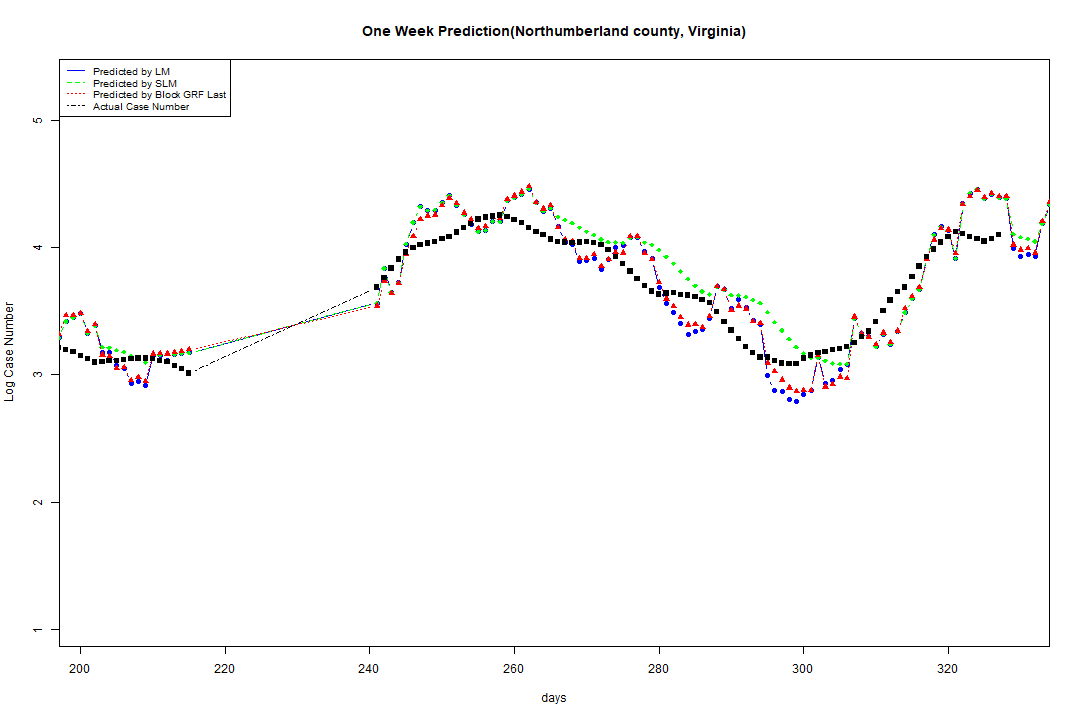 One Week Prediction(Northumberland county, Virginia)
Predicted by LM
Predicted by SLM
Predicted by Block GRF Last
Actual Case Number
5
4
3
2
1
Log Case Number
200 220 240 260 280 300 320
days